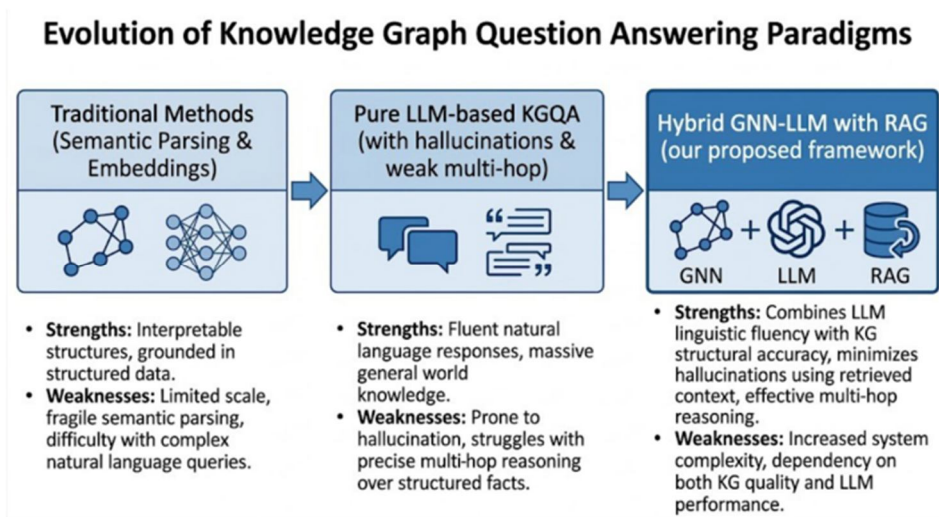 Evolution of Knowledge Graph Question Answering Paradigms
Traditional Methods
(Semantic Parsing &
Embeddings)
Pure LLM-based KGQA
(with hallucinations &
weak multi-hop)
“
”
Hybrid GNN-LLM with RAG
(our proposed framework)
+ +
GNN LLM RAG
• Strengths: Interpretable
structures, grounded in
structured data.
• Weaknesses: Limited scale,
fragile semantic parsing,
difficulty with complex
natural language queries.
• Strengths: Fluent natural
language responses, massive
general world
knowledge.
• Weaknesses: Prone to
hallucination, struggles with
precise multi-hop reasoning
over structured facts.
• Strengths: Combines LLM
linguistic fluency with KG
structural accuracy, minimizes
hallucinations using retrieved
context, effective multi-hop
reasoning.
• Weaknesses: Increased system
complexity, dependency on
both KG quality and LLM
performance.